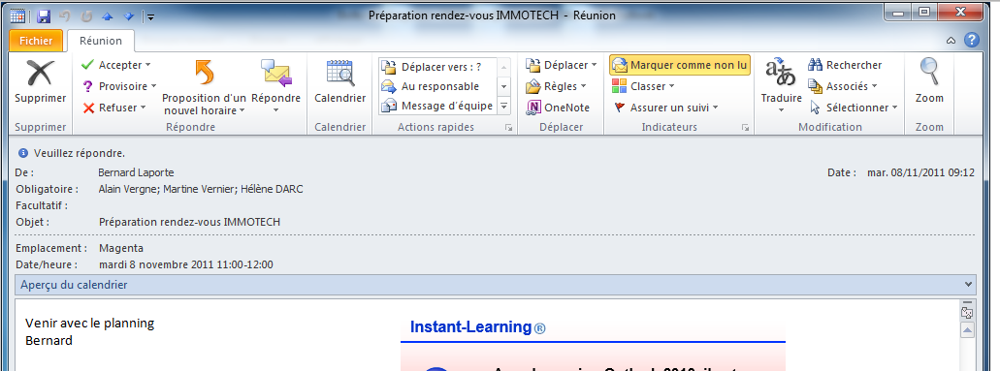 Préparation rendez-vous IMMOTECH - Réunion
Fichier
Réunion
Supprimer
Supprimer
Accepter
Provisoire
Refuser
Proposition d'un
nouvel horaire
Répondre
Répondre
Calendrier
Calendrier
Déplacer vers : ?
Au responsable
Message d'équipe
Actions rapides
Déplacer
Règles
OneNote
Déplacer
Marquer comme non lu
Classer
Assurer un suivi
Indicateurs
Traduire
Rechercher
Associés
Sélectionner
Modification
Zoom
Zoom
Veuillez répondre.
De : Bernard Laporte
Date : mar. 08/11/2011 09:12
Obligatoire : Alain Vergne; Martine Vernier; Hélène DARC
Facultatif :
Objet : Préparation rendez-vous IMMOTECH
Emplacement : Magenta
Date/heure : mardi 8 novembre 2011 11:00-12:00
Aperçu du calendrier
Venir avec le planning
Bernard
Instant-Learning®